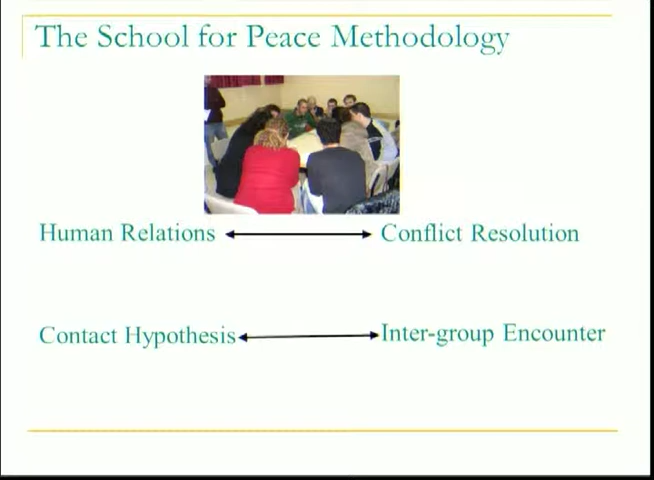 The School for Peace Methodology
Human Relations Conflict Resolution
Contact Hypothesis Inter-group Encounter